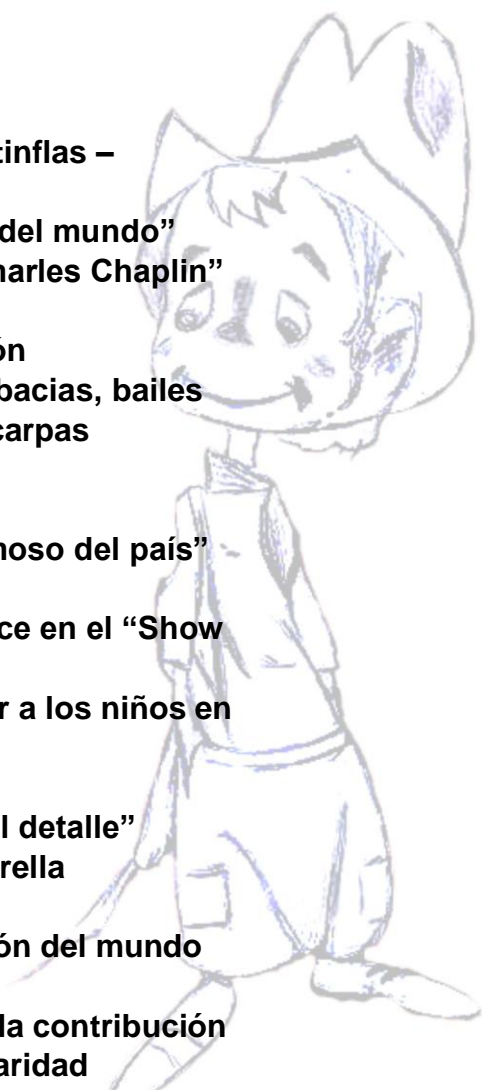 tinflas –
del mundo”
harles Chaplin”
ón
bacias, bailes
carpas
noso del país”
ce en el “Show
r a los niños en
l detalle”
rella
ón del mundo
la contribución
aridad